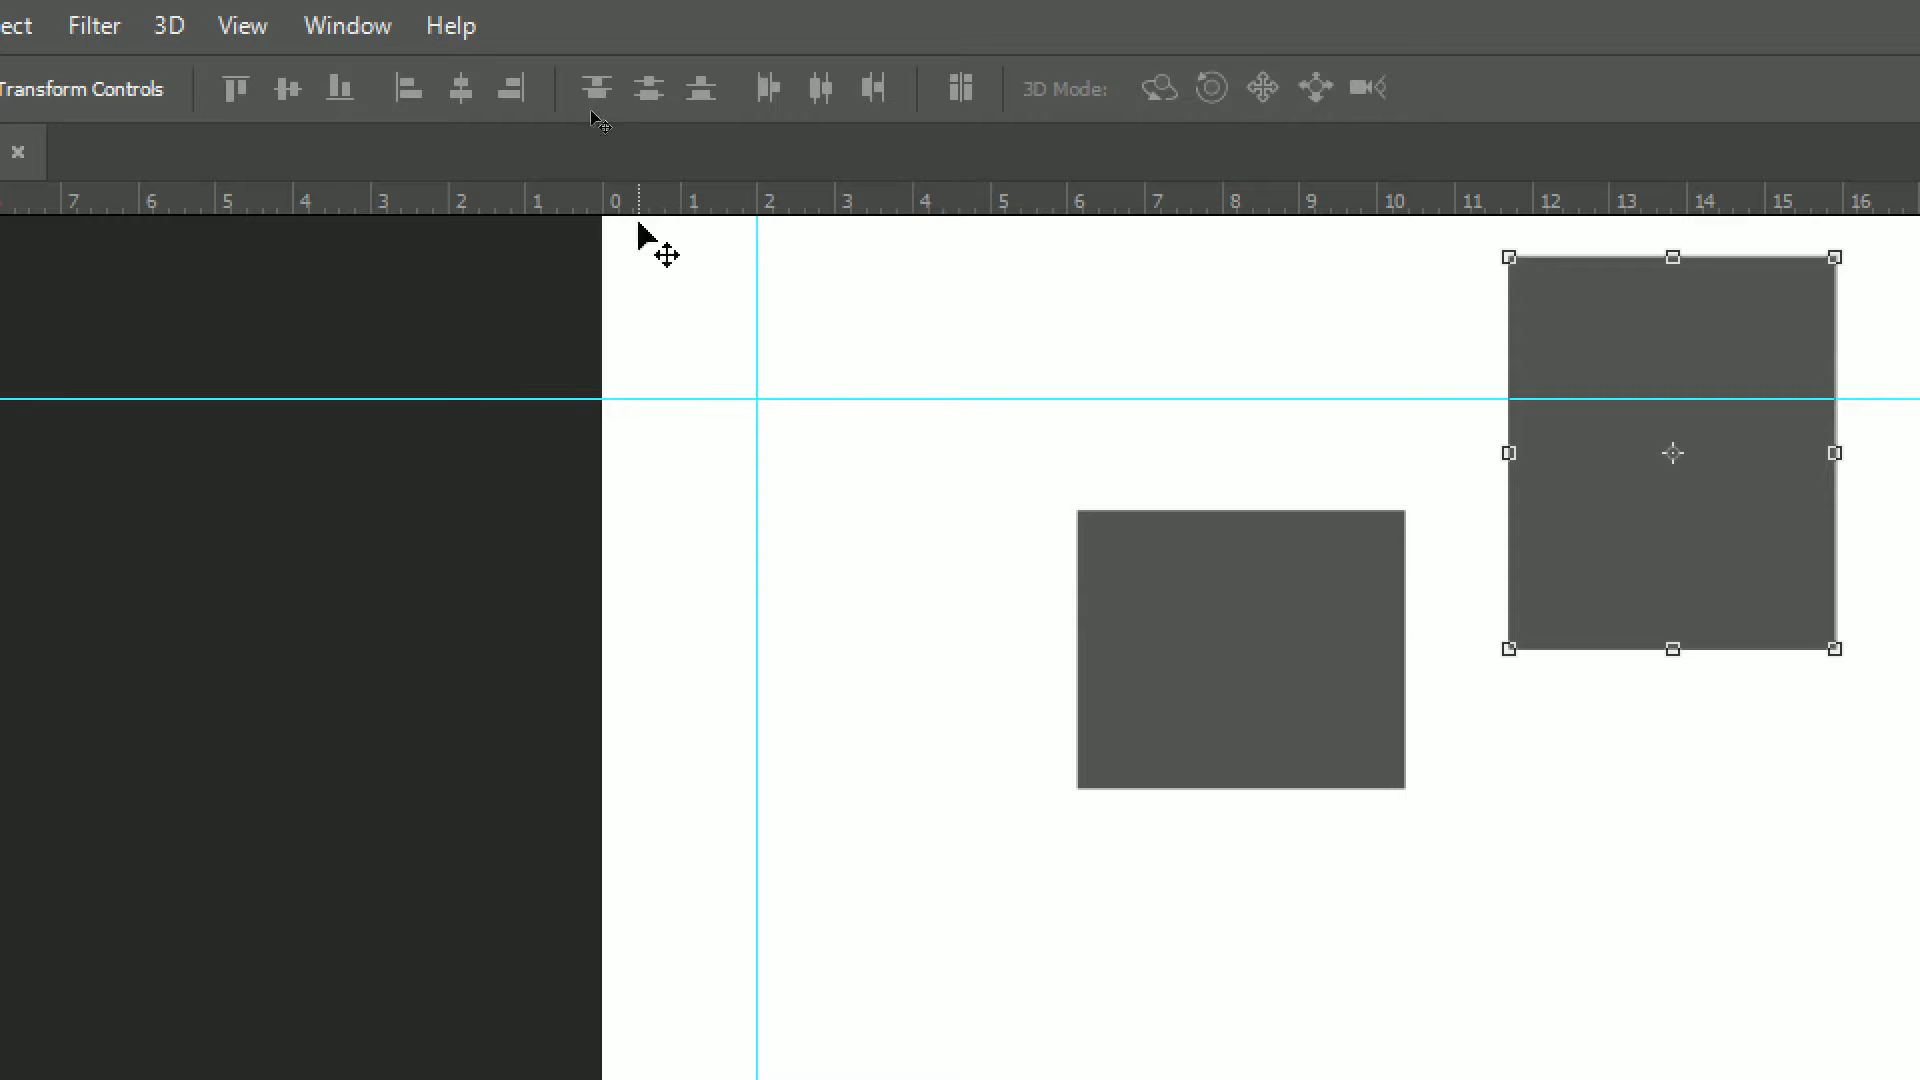 ect Filter 3D View Window Help
Transform Controls 3D Mode:
7 6 5 4 3 2 1 0 1 2 3 4 5 6 7 8 9 10 11 12 13 14 15 16